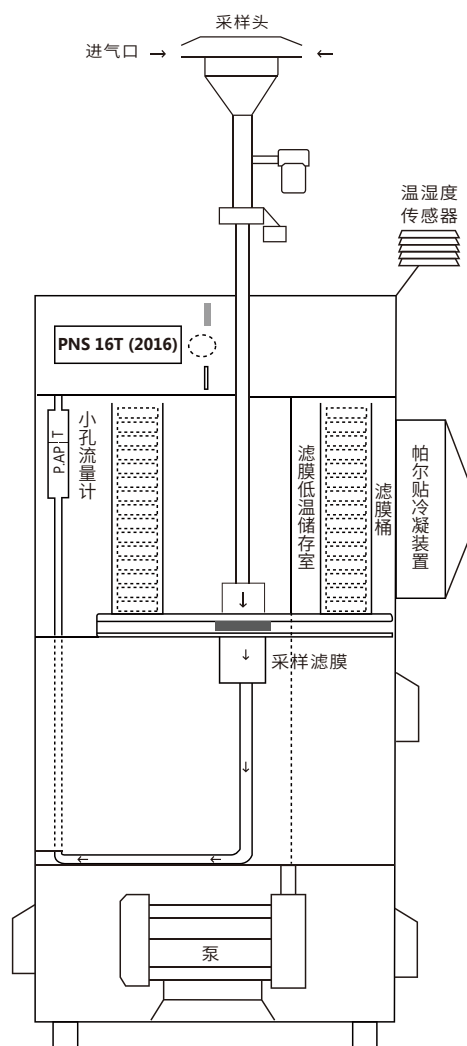 采样头
进气口
温湿度
传感器
PNS 16T (2016)
小孔流量计
P.AP T
滤膜低温储存室
滤膜桶
帕尔贴冷凝装置
采样滤膜
泵